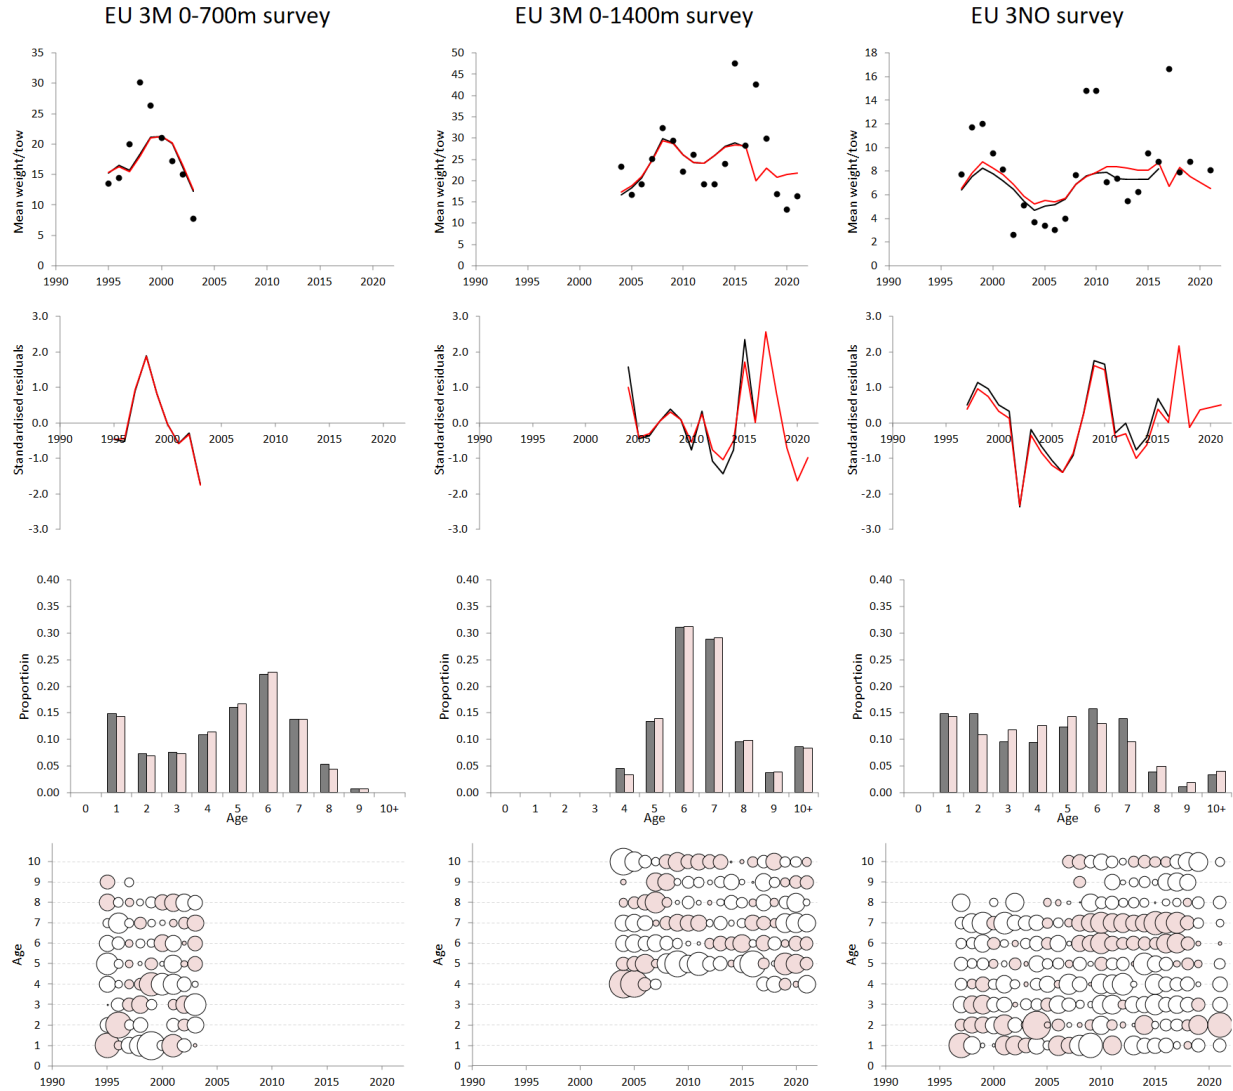 EU 3M 0-700m survey EU 3M 0-1400m survey EU 3NO survey
Mean weight/tow Mean weight/tow Mean weight/tow
35 50 18
30 45 16
25 40 14
20 35 12
15 30 10
10 25 8
5 20 6
0 15 4
10 2
5 0
0
1990 1995 2000 2005 2010 2015 2020 1990 1995 2000 2005 2010 2015 2020 1990 1995 2000 2005 2010 2015 2020
Standardised residuals Standardised residuals Standardised residuals
3.0 3.0 3.0
2.0 2.0 2.0
1.0 1.0 1.0
0.0 0.0 0.0
1990 1995 2000 2005 2010 2015 2020 1990 1995 2000 2005 2010 2015 2020 1990 1995 2000 2005 2010 2015 2020
-1.0 -1.0 -1.0
-2.0 -2.0 -2.0
-3.0 -3.0 -3.0
Proportioin Proportioin Proportioin
0.40 0.40 0.40
0.35 0.35 0.35
0.30 0.30 0.30
0.25 0.25 0.25
0.20 0.20 0.20
0.15 0.15 0.15
0.10 0.10 0.10
0.05 0.05 0.05
0.00 0.00 0.00
0 1 2 3 4 5 6 7 8 9 10+ 0 1 2 3 4 5 6 7 8 9 10+ 0 1 2 3 4 5 6 7 8 9 10+
Age Age Age
Age Age Age
10 10 10
9 9 9
8 8 8
7 7 7
6 6 6
5 5 5
4 4 4
3 3 3
2 2 2
1 1 1
1990 1995 2000 2005 2010 2015 2020 1990 1995 2000 2005 2010 2015 2020 1990 1995 2000 2005 2010 2015 2020